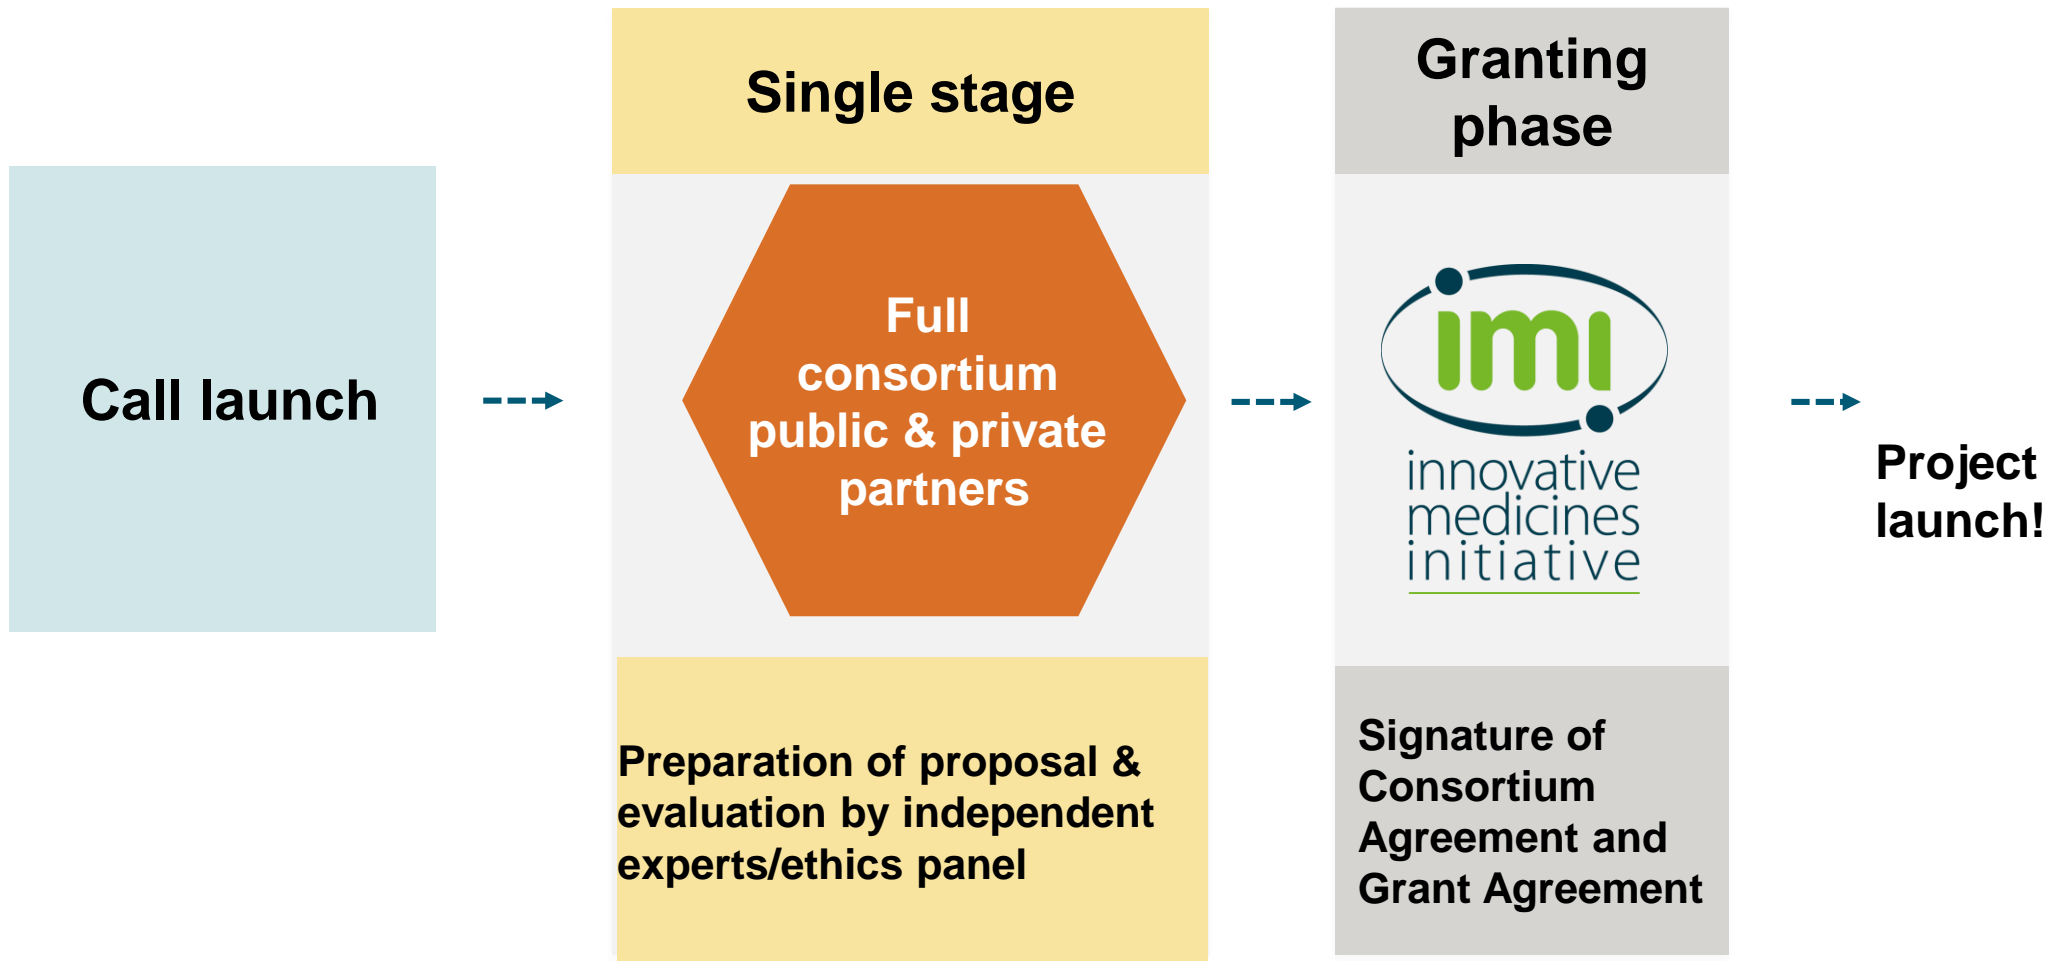 Call launch
Single stage
Full
consortium
public & private
partners
Preparation of proposal &
evaluation by independent
experts/ethics panel
Granting
phase
imi
innovative
medicines
initiative
Signature of
Consortium
Agreement and
Grant Agreement
Project
launch!